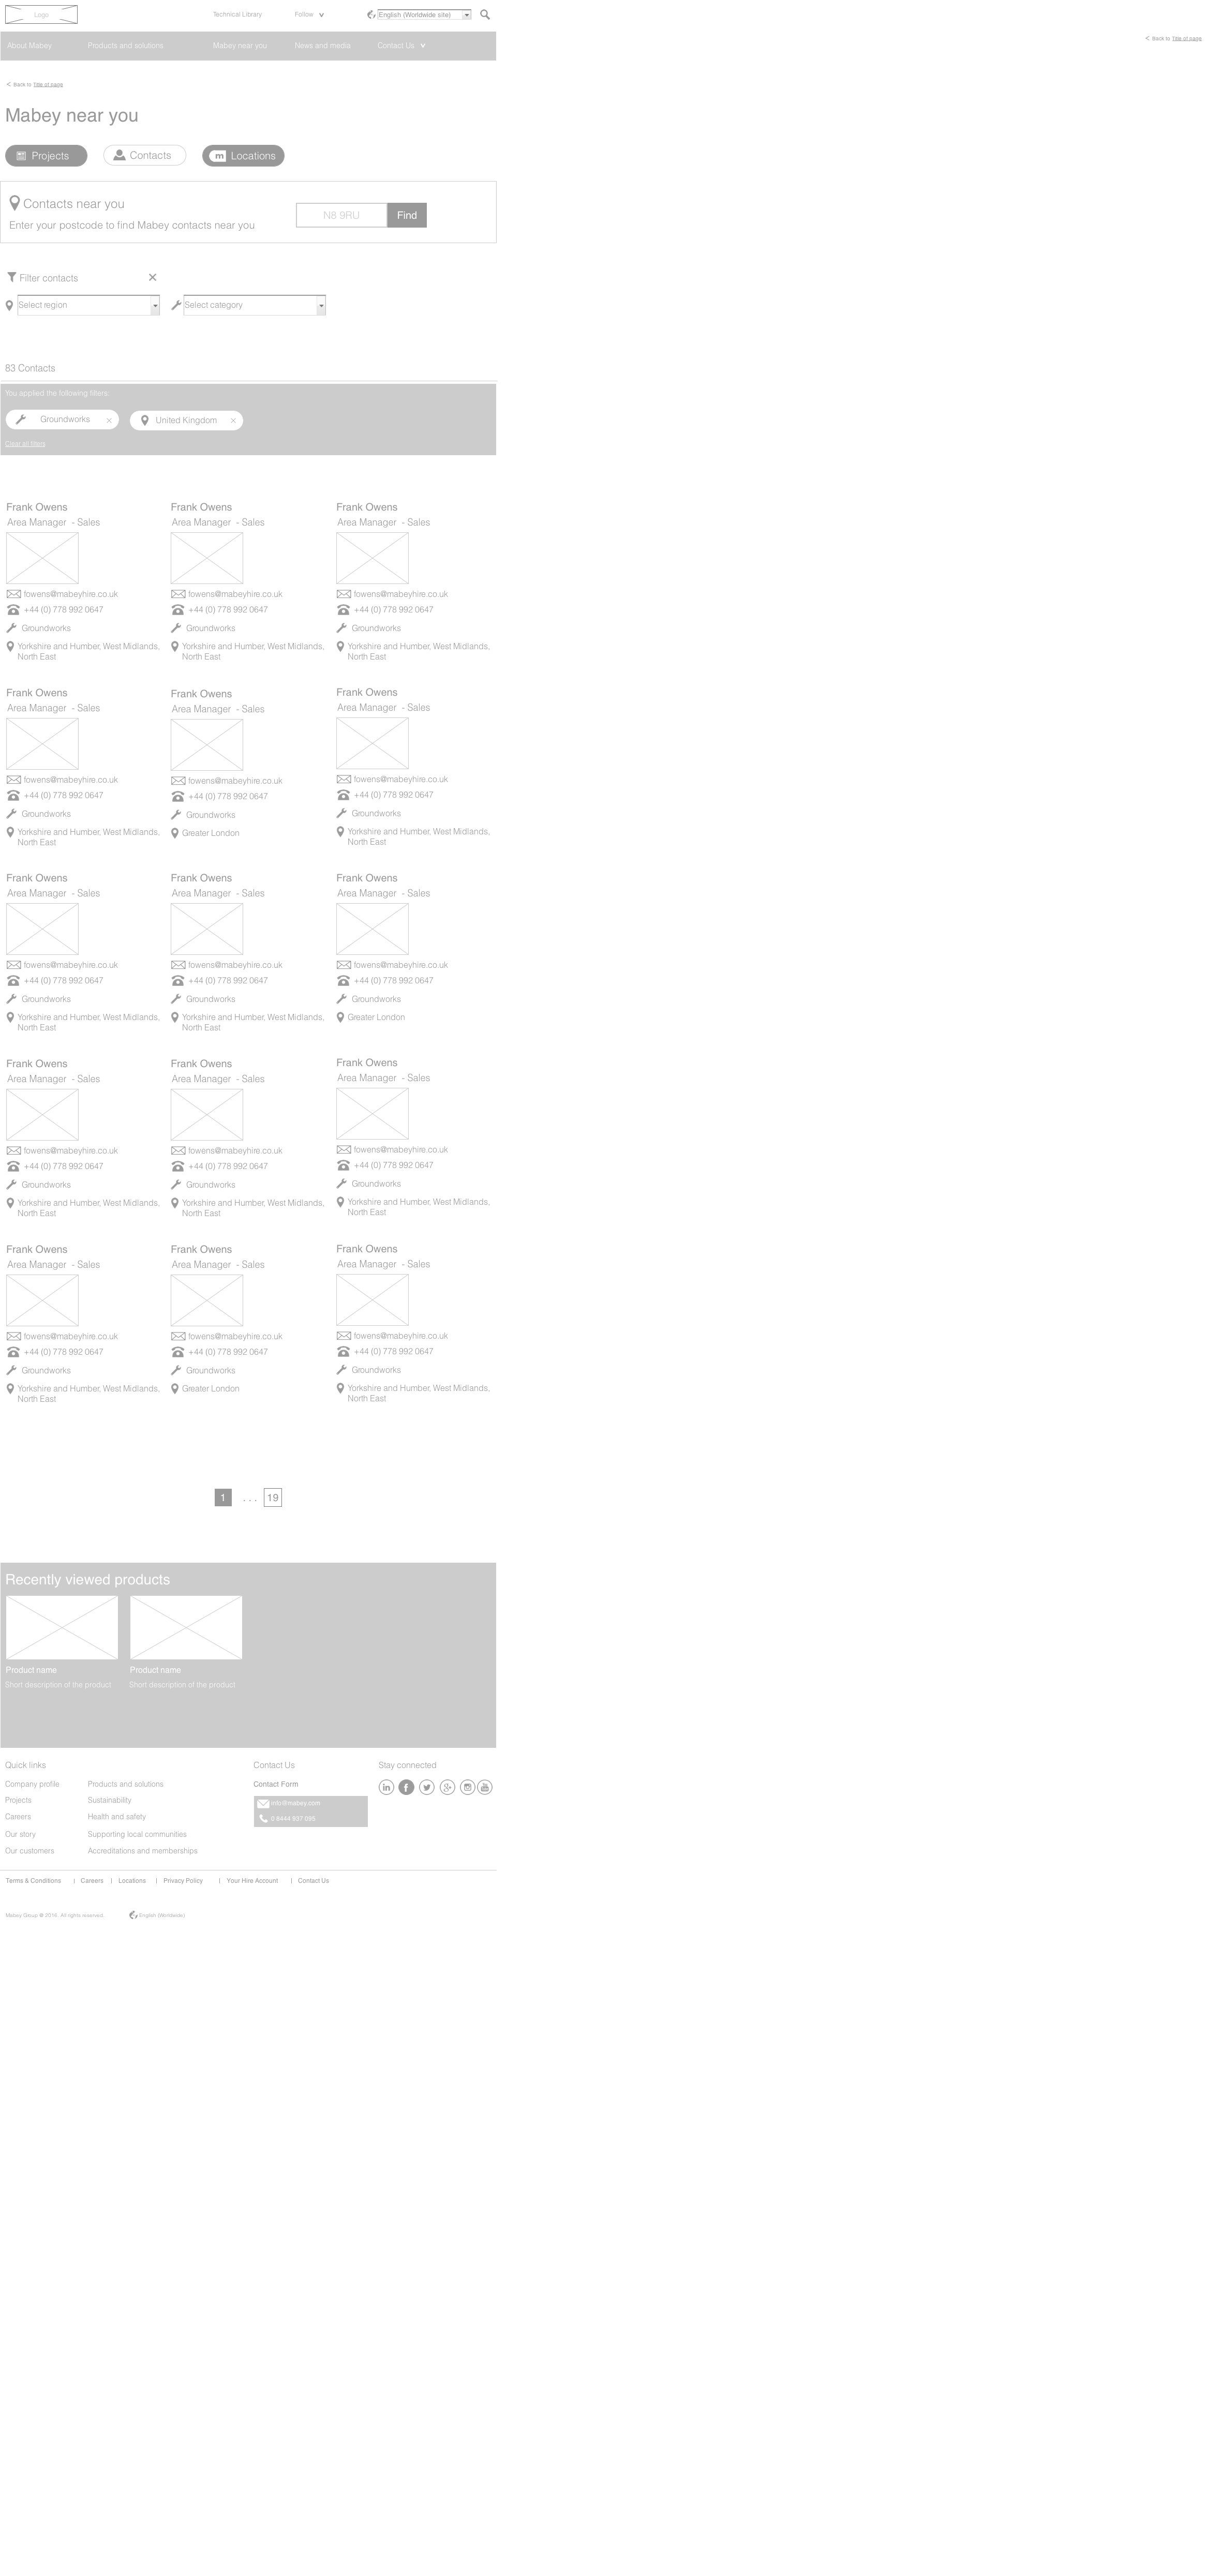 Logo
Technical Library
Follow
English (Worldwide site)
About Mabey
Products and solutions
Mabey near you
News and media
Contact Us
< Back to Title of page
< Back to Title of page
Mabey near you
Projects
Contacts
m Locations
Contacts near you
Enter your postcode to find Mabey contacts near you
N8 9RU
Find
Filter contacts
Select region
Select category
83 Contacts
You applied the following filters:
Groundworks
United Kingdom
Clear all filters
Frank Owens
Area Manager - Sales
fowens@mabeyhire.co.uk
+44 (0) 778 992 0647
Groundworks
Yorkshire and Humber, West Midlands,
North East
Frank Owens
Area Manager - Sales
fowens@mabeyhire.co.uk
+44 (0) 778 992 0647
Groundworks
Yorkshire and Humber, West Midlands,
North East
Frank Owens
Area Manager - Sales
fowens@mabeyhire.co.uk
+44 (0) 778 992 0647
Groundworks
Yorkshire and Humber, West Midlands,
North East
Frank Owens
Area Manager - Sales
fowens@mabeyhire.co.uk
+44 (0) 778 992 0647
Groundworks
Yorkshire and Humber, West Midlands,
North East
Frank Owens
Area Manager - Sales
fowens@mabeyhire.co.uk
+44 (0) 778 992 0647
Groundworks
Greater London
Frank Owens
Area Manager - Sales
fowens@mabeyhire.co.uk
+44 (0) 778 992 0647
Groundworks
Yorkshire and Humber, West Midlands,
North East
Frank Owens
Area Manager - Sales
fowens@mabeyhire.co.uk
+44 (0) 778 992 0647
Groundworks
Yorkshire and Humber, West Midlands,
North East
Frank Owens
Area Manager - Sales
fowens@mabeyhire.co.uk
+44 (0) 778 992 0647
Groundworks
Yorkshire and Humber, West Midlands,
North East
Frank Owens
Area Manager - Sales
fowens@mabeyhire.co.uk
+44 (0) 778 992 0647
Groundworks
Greater London
Frank Owens
Area Manager - Sales
fowens@mabeyhire.co.uk
+44 (0) 778 992 0647
Groundworks
Yorkshire and Humber, West Midlands,
North East
Frank Owens
Area Manager - Sales
fowens@mabeyhire.co.uk
+44 (0) 778 992 0647
Groundworks
Yorkshire and Humber, West Midlands,
North East
Frank Owens
Area Manager - Sales
fowens@mabeyhire.co.uk
+44 (0) 778 992 0647
Groundworks
Yorkshire and Humber, West Midlands,
North East
Frank Owens
Area Manager - Sales
fowens@mabeyhire.co.uk
+44 (0) 778 992 0647
Groundworks
Yorkshire and Humber, West Midlands,
North East
Frank Owens
Area Manager - Sales
fowens@mabeyhire.co.uk
+44 (0) 778 992 0647
Groundworks
Greater London
Frank Owens
Area Manager - Sales
fowens@mabeyhire.co.uk
+44 (0) 778 992 0647
Groundworks
Yorkshire and Humber, West Midlands,
North East
1 . . . 19
Recently viewed products
Product name
Short description of the product
Product name
Short description of the product
Quick links
Company profile
Projects
Careers
Our story
Our customers
Products and solutions
Sustainability
Health and safety
Supporting local communities
Accreditations and memberships
Contact Us
Contact Form
info@mabey.com
0 8444 937 095
Stay connected
Terms & Conditions | Careers | Locations | Privacy Policy | Your Hire Account | Contact Us
Mabey Group @ 2016. All rights reserved.
English (Worldwide)